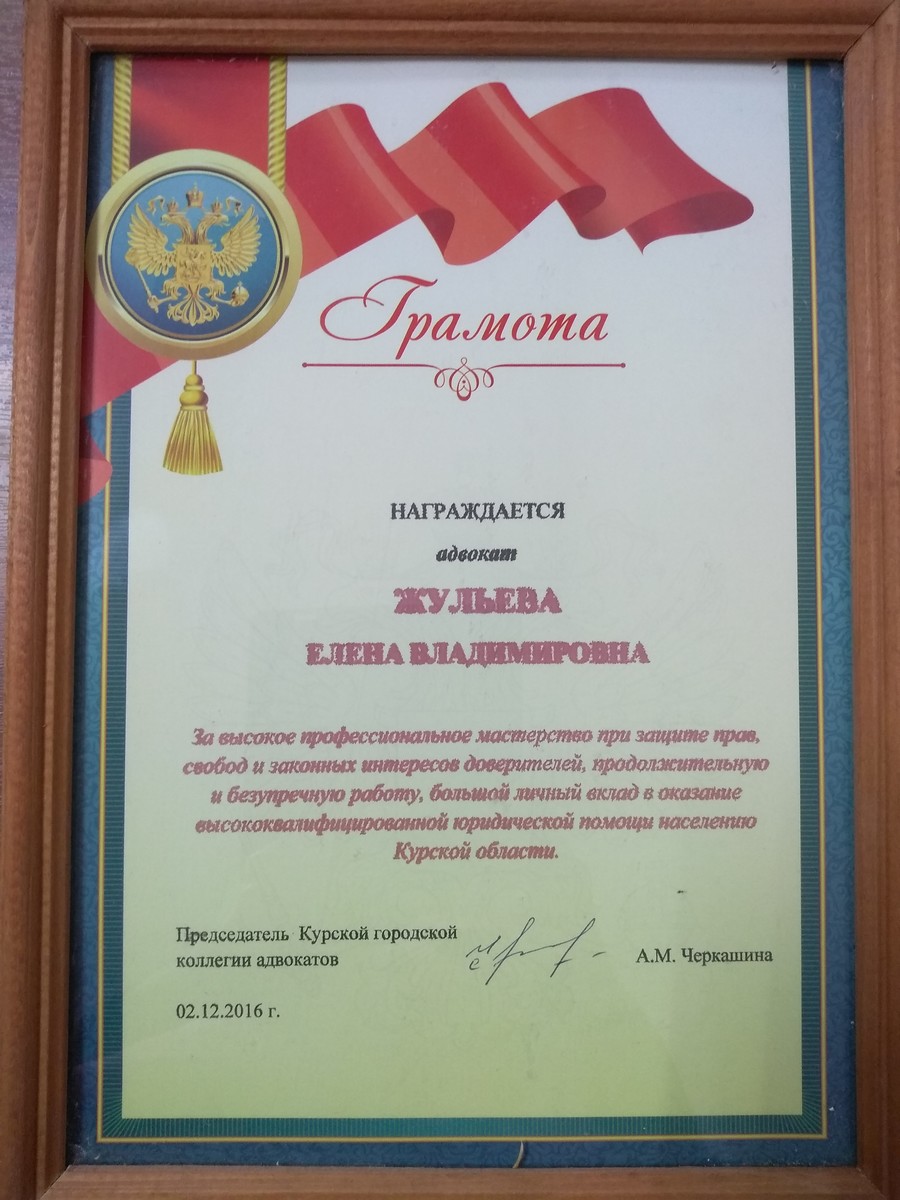 Грамота
НАГРАЖДАЕТСЯ
адвокат
ЖУЛЬЕВА
ЕЛЕНА ВЛАДИМИРОВНА
За высокое профессиональное мастерство при защите прав,
свобод и законных интересов доверителей, продолжительную
и безупречную работу, большой личный вклад в оказание
высококвалифицированной юридической помощи населению
Курской области.
Председатель Курской городской
коллегии адвокатов
А.М. Черкашина
02.12.2016 г.